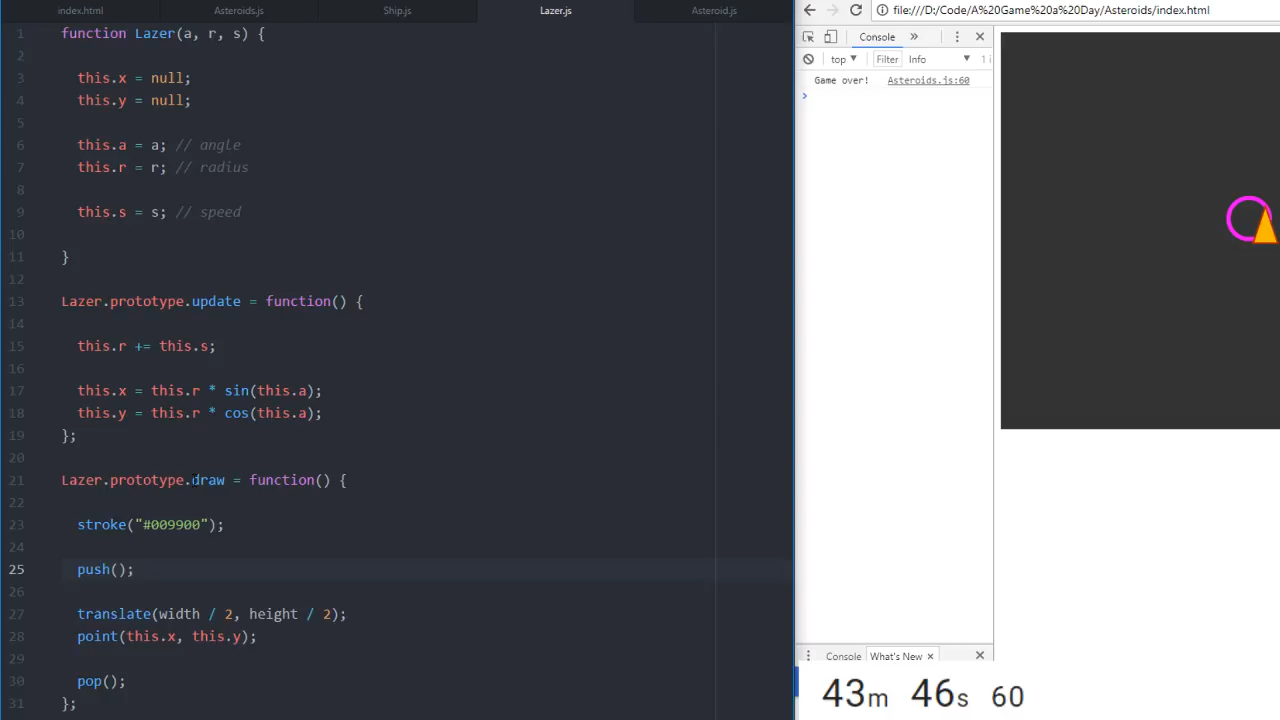 index.html Asteroids.js Ship.js Lazer.js Asteroid.js
1 function Lazer(a, r, s) {
2
3 this.x = null;
4 this.y = null;
5
6 this.a = a; // angle
7 this.r = r; // radius
8
9 this.s = s; // speed
10
11 }
12
13 Lazer.prototype.update = function() {
14
15 this.r += this.s;
16
17 this.x = this.r * sin(this.a);
18 this.y = this.r * cos(this.a);
19 };
20
21 Lazer.prototype.draw = function() {
22
23 stroke("#009900");
24
25 push();
26
27 translate(width / 2, height / 2);
28 point(this.x, this.y);
29
30 pop();
31 };
file:///D:/Code/A%20Game%20a%20Day/Asteroids/index.html
Console »
top ▼ Filter Info ▼ 1 i
Game over! Asteroids.js:60
>
Console What's New ×
43m 46s 60